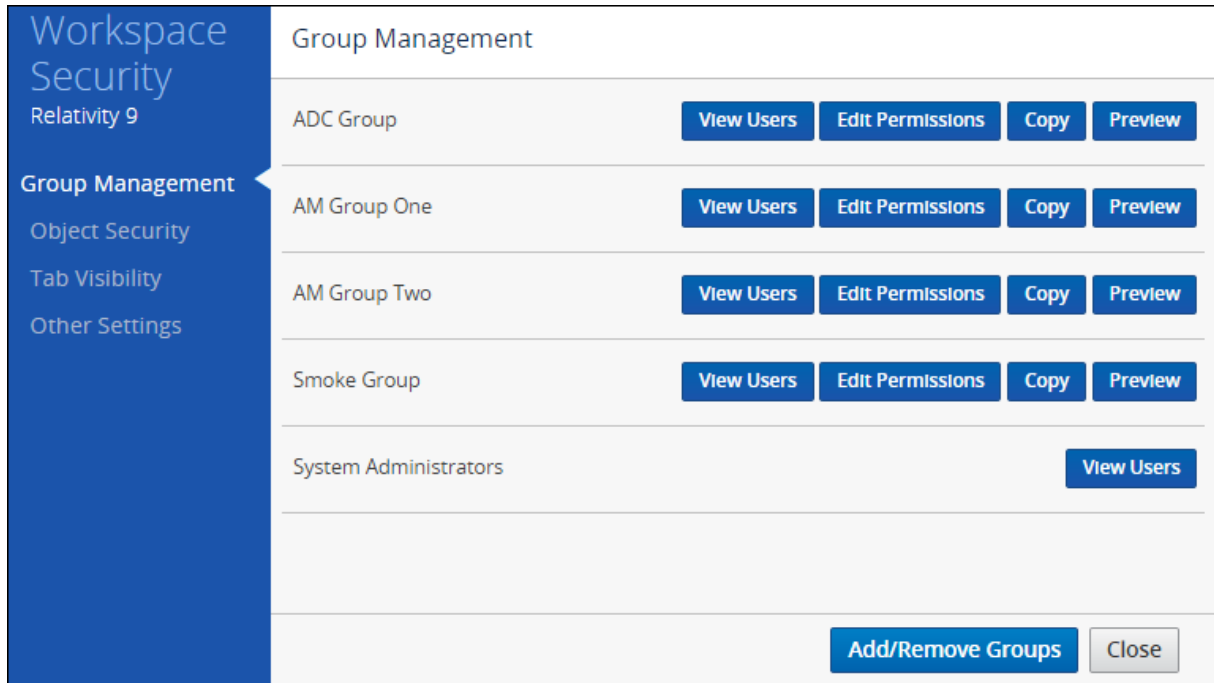 Workspace
Security
Relativity 9
Group Management
Object Security
Tab Visibility
Other Settings
Group Management
ADC Group View Users Edit Permissions Copy Preview
AM Group One View Users Edit Permissions Copy Preview
AM Group Two View Users Edit Permissions Copy Preview
Smoke Group View Users Edit Permissions Copy Preview
System Administrators View Users
Add/Remove Groups Close